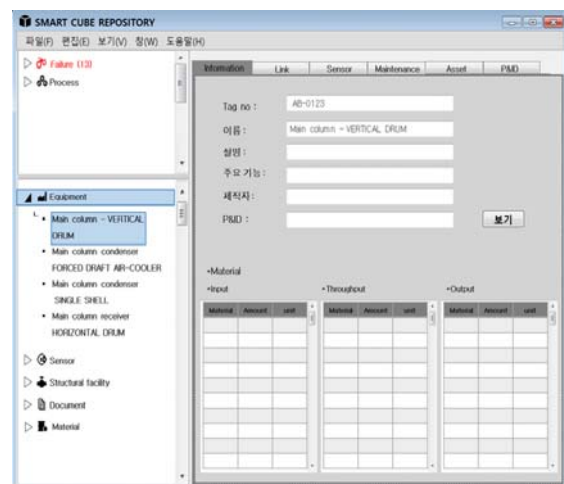 SMART CUBE REPOSITORY
파일(F) 편집(E) 보기(V) 창(W) 도움말(H)
Failure (13)
Process
Equipment
Main column - VERTICAL
DRUM
Main column condenser
FORCED DRAFT AIR-COOLER
Main column condenser
SINGLE SHELL
Main column receiver
HORIZONTAL DRUM
Sensor
Structural facility
Document
Material
Information Link Sensor Maintenance Asset P&ID
Tag no : AB-0123
이름 : Main column - VERTICAL DRUM
설명 :
주요 기능 :
제작자 :
P&ID : 보기
•Material
•Input •Throughput •Output
Material Amount unit Material Amount unit Material Amount unit